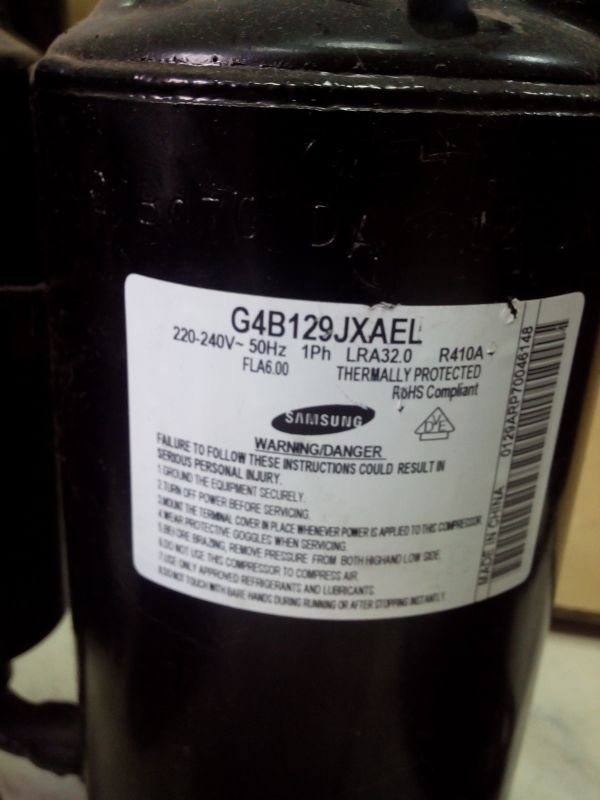 G4B129JXAEL
220-240V~ 50Hz 1Ph LRA32.0 R410A
FLA6.00 THERMALLY PROTECTED
RoHS Compliant
SAMSUNG
VDE
WARNING/DANGER
FAILURE TO FOLLOW THESE INSTRUCTIONS COULD RESULT IN
SERIOUS PERSONAL INJURY.
1.GROUND THE EQUIPMENT SECURELY.
2.TURN OFF POWER BEFORE SERVICING.
3.MOUNT THE TERMINAL COVER IN PLACE WHENEVER POWER IS APPLIED TO THIS COMPRESSOR.
4.WEAR PROTECTIVE GOGGLES WHEN SERVICING.
5.BEFORE BRAZING, REMOVE PRESSURE FROM BOTH HIGH AND LOW SIDE.
6.DO NOT USE THIS COMPRESSOR TO COMPRESS AIR.
7.USE ONLY APPROVED REFRIGERANTS AND LUBRICANTS.
8.DO NOT TOUCH WITH BARE HANDS DURING RUNNING OR AFTER STOPPING INSTANTLY.
MADE IN CHINA 0129ARP70046148